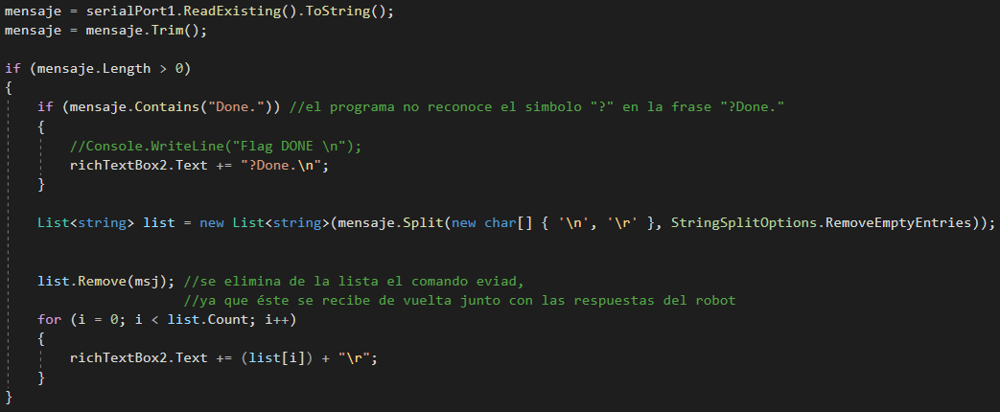 mensaje = serialPort1.ReadExisting().ToString();
mensaje = mensaje.Trim();
if (mensaje.Length > 0)
{
if (mensaje.Contains("Done.")) //el programa no reconoce el simbolo "?" en la frase "?Done."
{
//Console.WriteLine("Flag DONE \n");
richTextBox2.Text += "?Done.\n";
}
List<string> list = new List<string>(mensaje.Split(new char[] { '\n', '\r' }, StringSplitOptions.RemoveEmptyEntries));
list.Remove(msj); //se elimina de la lista el comando eviad,
//ya que éste se recibe de vuelta junto con las respuestas del robot
for (i = 0; i < list.Count; i++)
{
richTextBox2.Text += (list[i]) + "\r";
}
}